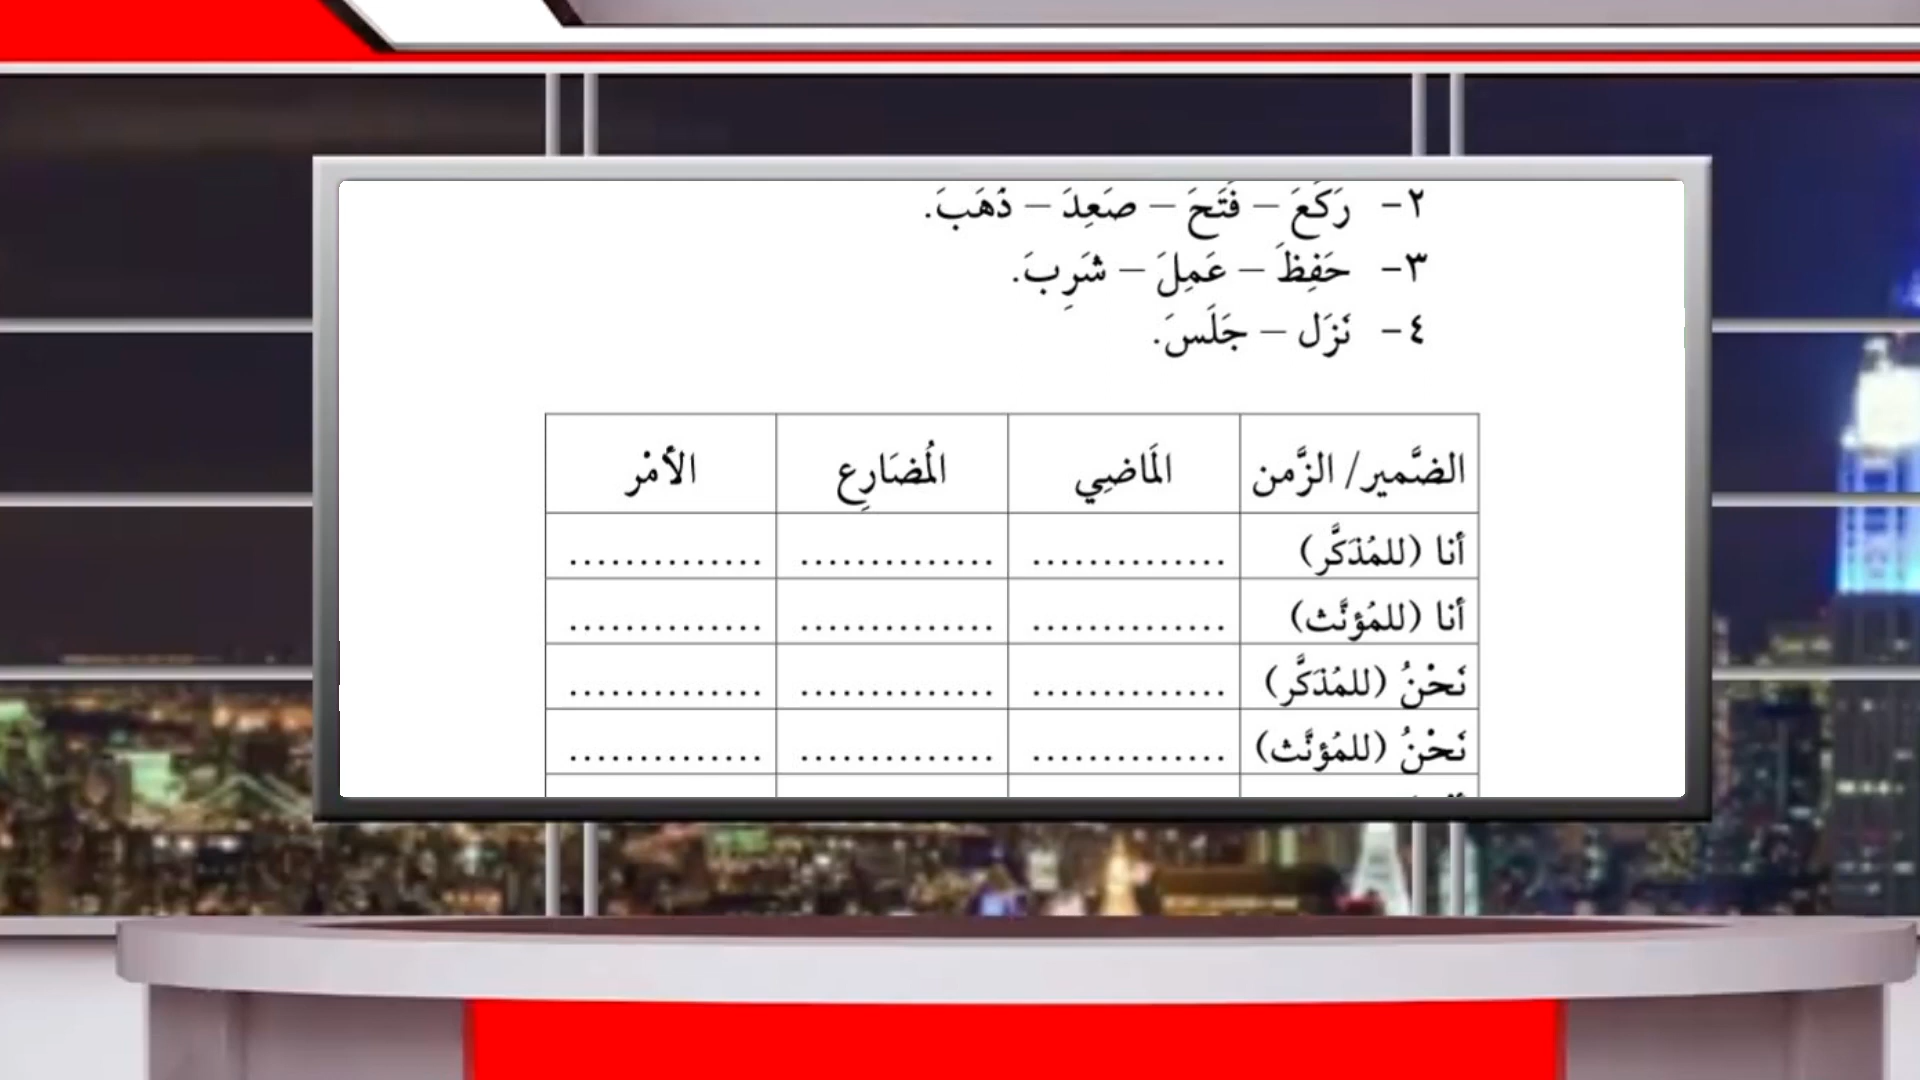 ٢- رَكَعَ – فَتَحَ – صَعِدَ – ذَهَبَ.
٣- حَفِظَ – عَمِلَ – شَرِبَ.
٤- نَزَل – جَلَسَ.
الضَّمير/ الزَّمن المَاضِي المُضَارِع الأمْر
أنا (للمُذَكَّر) .............. .............. ..............
أنا (للمُؤنَّث) .............. .............. ..............
نَحْنُ (للمُذَكَّر) .............. .............. ..............
نَحْنُ (للمُؤنَّث) .............. .............. ..............